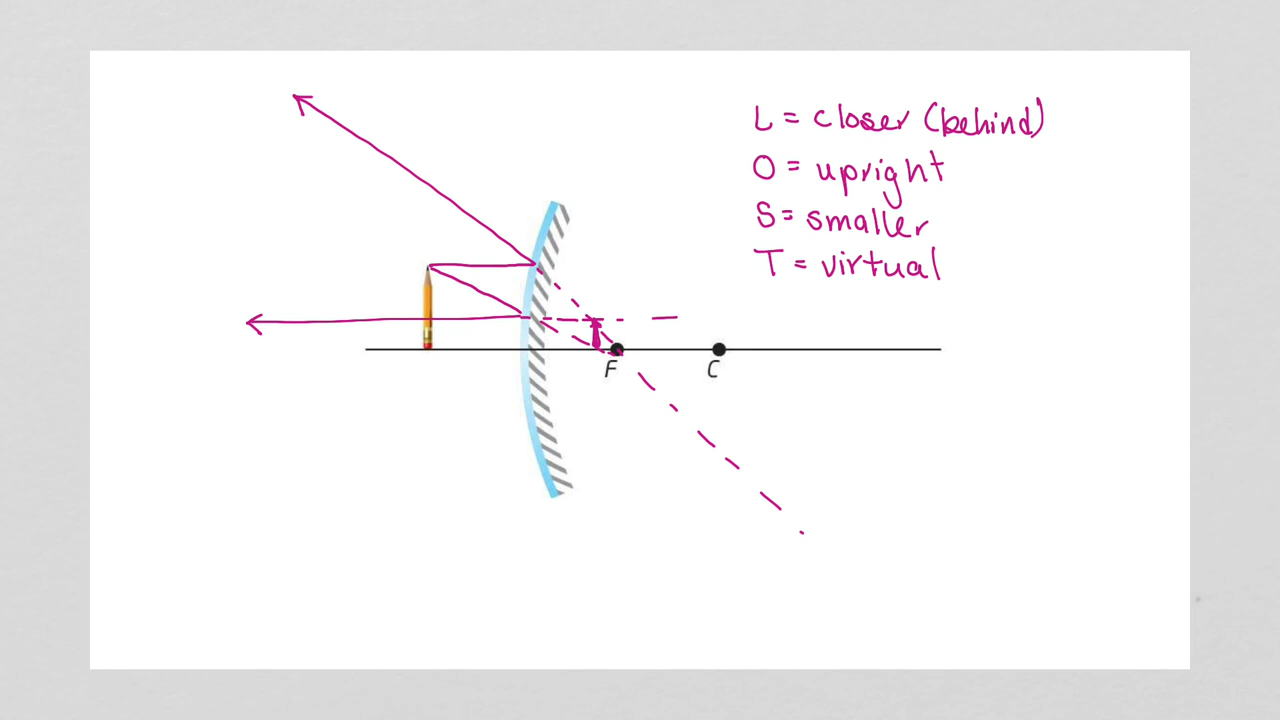 L = closer (behind)
O = upright
S = smaller
T = virtual
F
C